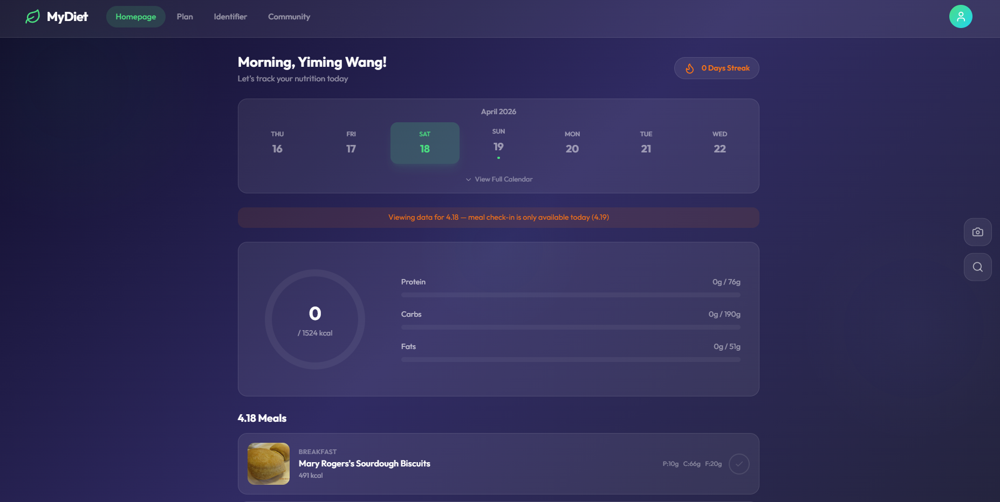 MyDiet
Homepage Plan Identifier Community
Morning, Yiming Wang!
Let's track your nutrition today
0 Days Streak
April 2026
THU FRI SAT SUN MON TUE WED
16 17 18 19 20 21 22
View Full Calendar
Viewing data for 4.18 — meal check-in is only available today (4.19)
0
/ 1524 kcal
Protein 0g / 76g
Carbs 0g / 190g
Fats 0g / 51g
4.18 Meals
BREAKFAST
Mary Rogers's Sourdough Biscuits
491 kcal
P:10g C:66g F:20g